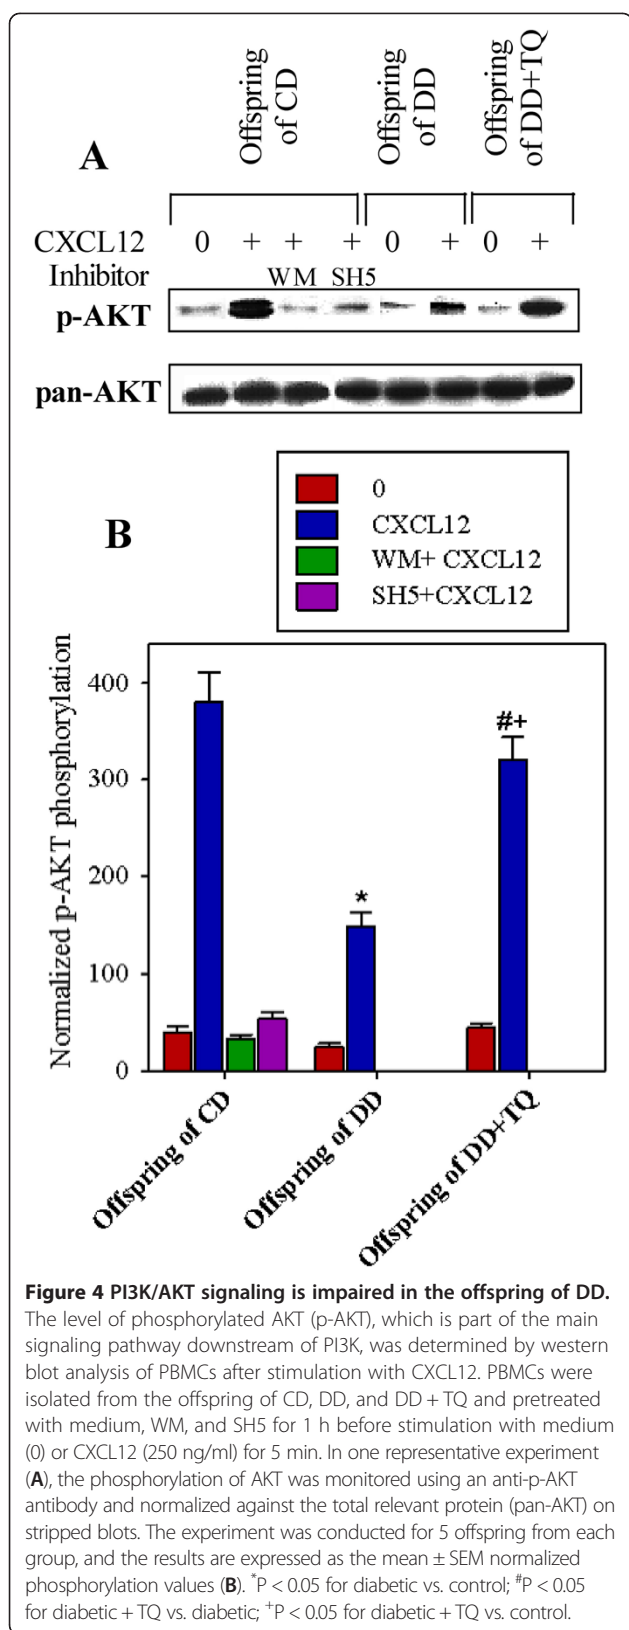 Offspring of CD
Offspring of DD
Offspring of DD+TQ
A
CXCL12 0 + + + 0 + 0 +
Inhibitor WM SH5
p-AKT
pan-AKT
B
0
CXCL12
WM+ CXCL12
SH5+CXCL12
Normalized p-AKT phosphorylation
400
300
200
100
0
*
#+
Offspring of CD
Offspring of DD
Offspring of DD+TQ
Figure 4 PI3K/AKT signaling is impaired in the offspring of DD.
The level of phosphorylated AKT (p-AKT), which is part of the main
signaling pathway downstream of PI3K, was determined by western
blot analysis of PBMCs after stimulation with CXCL12. PBMCs were
isolated from the offspring of CD, DD, and DD + TQ and pretreated
with medium, WM, and SH5 for 1 h before stimulation with medium
(0) or CXCL12 (250 ng/ml) for 5 min. In one representative experiment
(A), the phosphorylation of AKT was monitored using an anti-p-AKT
antibody and normalized against the total relevant protein (pan-AKT) on
stripped blots. The experiment was conducted for 5 offspring from each
group, and the results are expressed as the mean ± SEM normalized
phosphorylation values (B). *P < 0.05 for diabetic vs. control; #P < 0.05
for diabetic + TQ vs. diabetic; +P < 0.05 for diabetic + TQ vs. control.